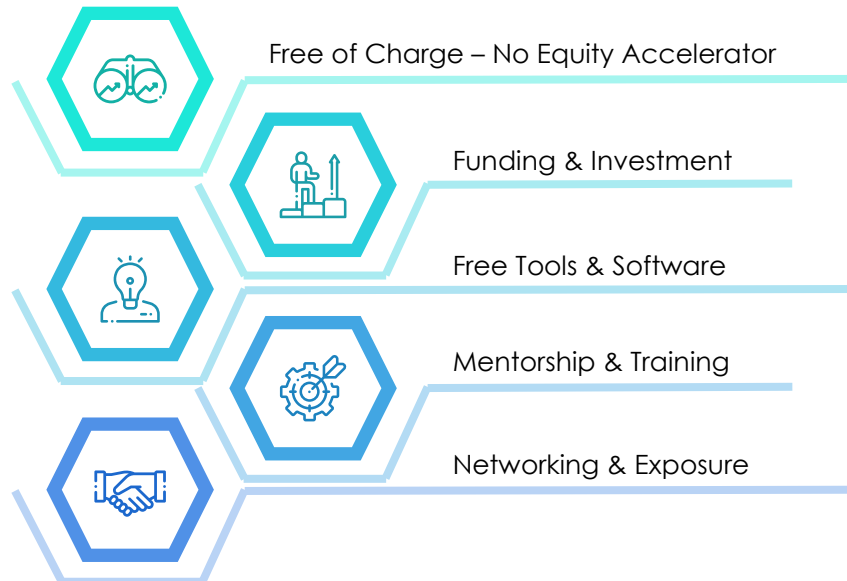 Free of Charge – No Equity Accelerator
Funding & Investment
Free Tools & Software
Mentorship & Training
Networking & Exposure